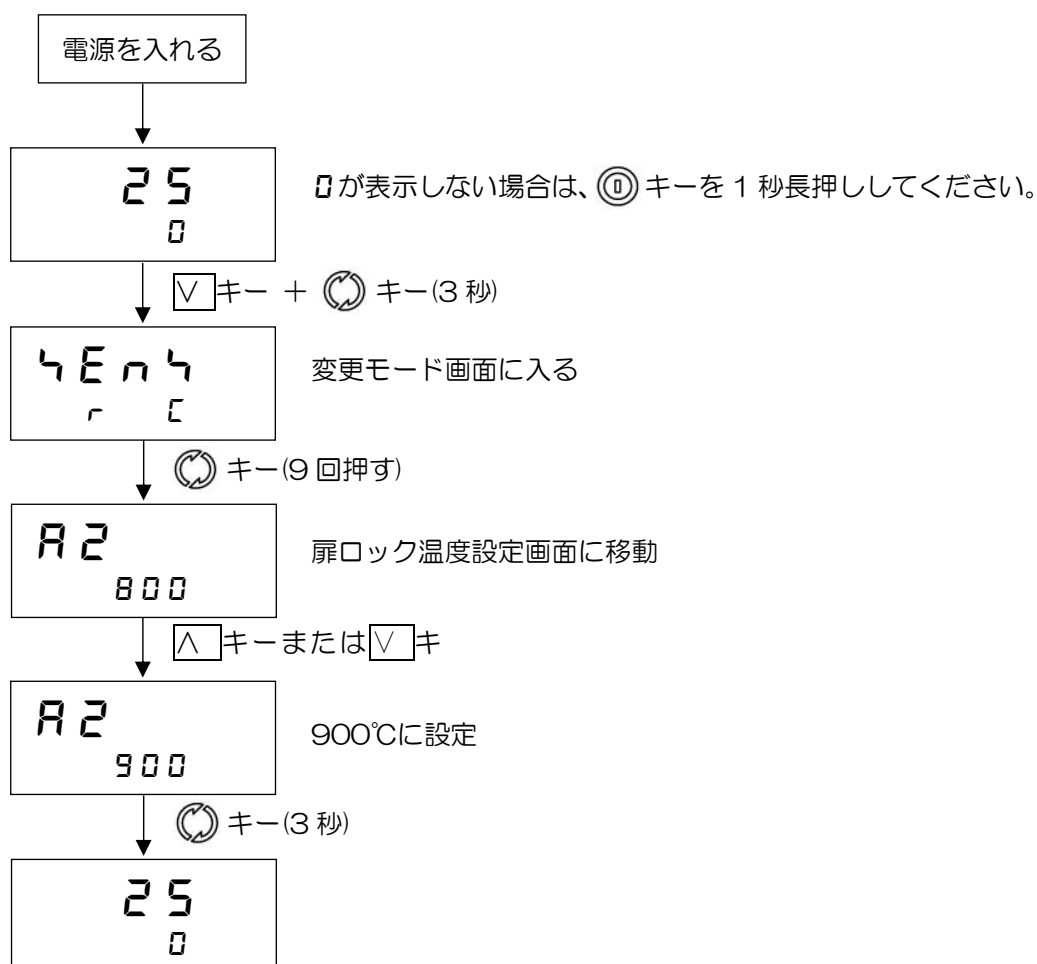 電源を入れる
25
0
0が表示しない場合は、キーを1秒長押ししてください。
∨ キー + キー(3秒)
変更モード画面に入る
r C
キー(9回押す)
A2
800
扉ロック温度設定画面に移動
∧ キーまたは ∨ キ
A2
900
900℃に設定
キー(3秒)
25
0